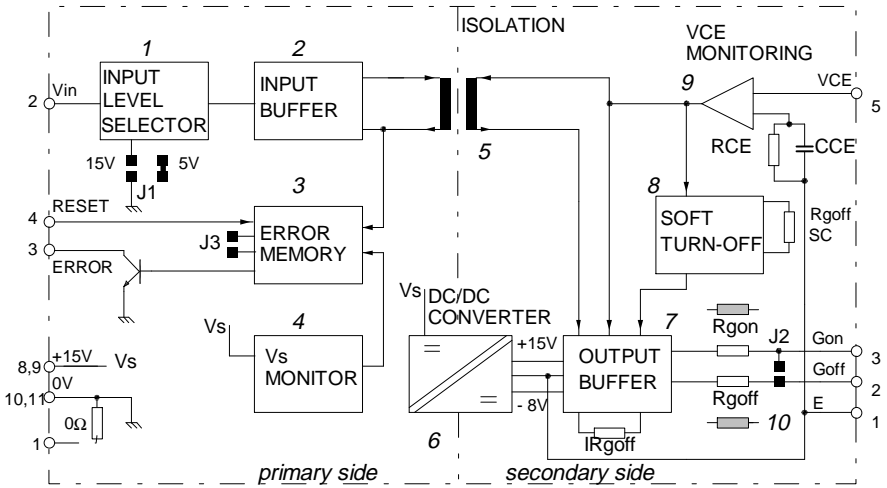 ISOLATION
1
2
VCE
MONITORING
INPUT
LEVEL
SELECTOR
INPUT
BUFFER
9
VCE
2
Vin
5
5
RCE
CCE
15V
5V
J1
3
8
4
RESET
ERROR
MEMORY
J3
SOFT
TURN-OFF
Rgoff
SC
3
ERROR
Vs
DC/DC
CONVERTER
Vs
4
7
Rgon
J2
Gon
+15V
Vs
MONITOR
OUTPUT
BUFFER
3
8,9
+15V
Vs
Goff
2
0V
10,11
- 8V
Rgoff
E
0Ω
10
1
6
IRgoff
1
primary side
secondary side